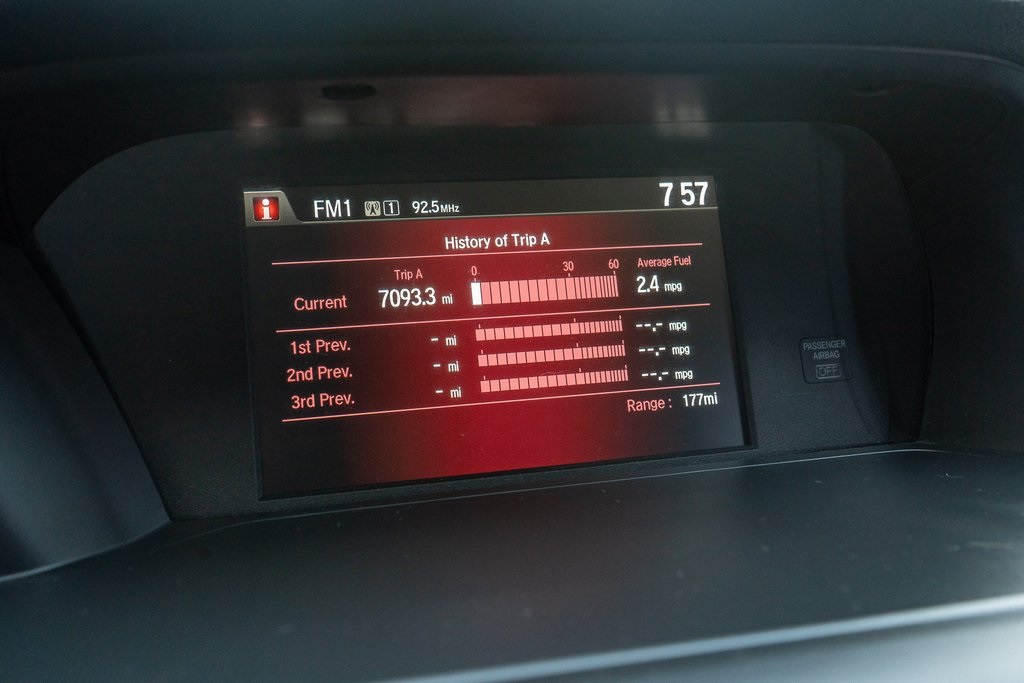 i FM1 1 92.5 MHz 7 57
History of Trip A
Trip A 0 30 60 Average Fuel
Current 7093.3 mi 2.4 mpg
1st Prev. - mi --.- mpg
2nd Prev. - mi --.- mpg
3rd Prev. - mi --.- mpg
Range : 177mi
PASSENGER
AIRBAG
OFF